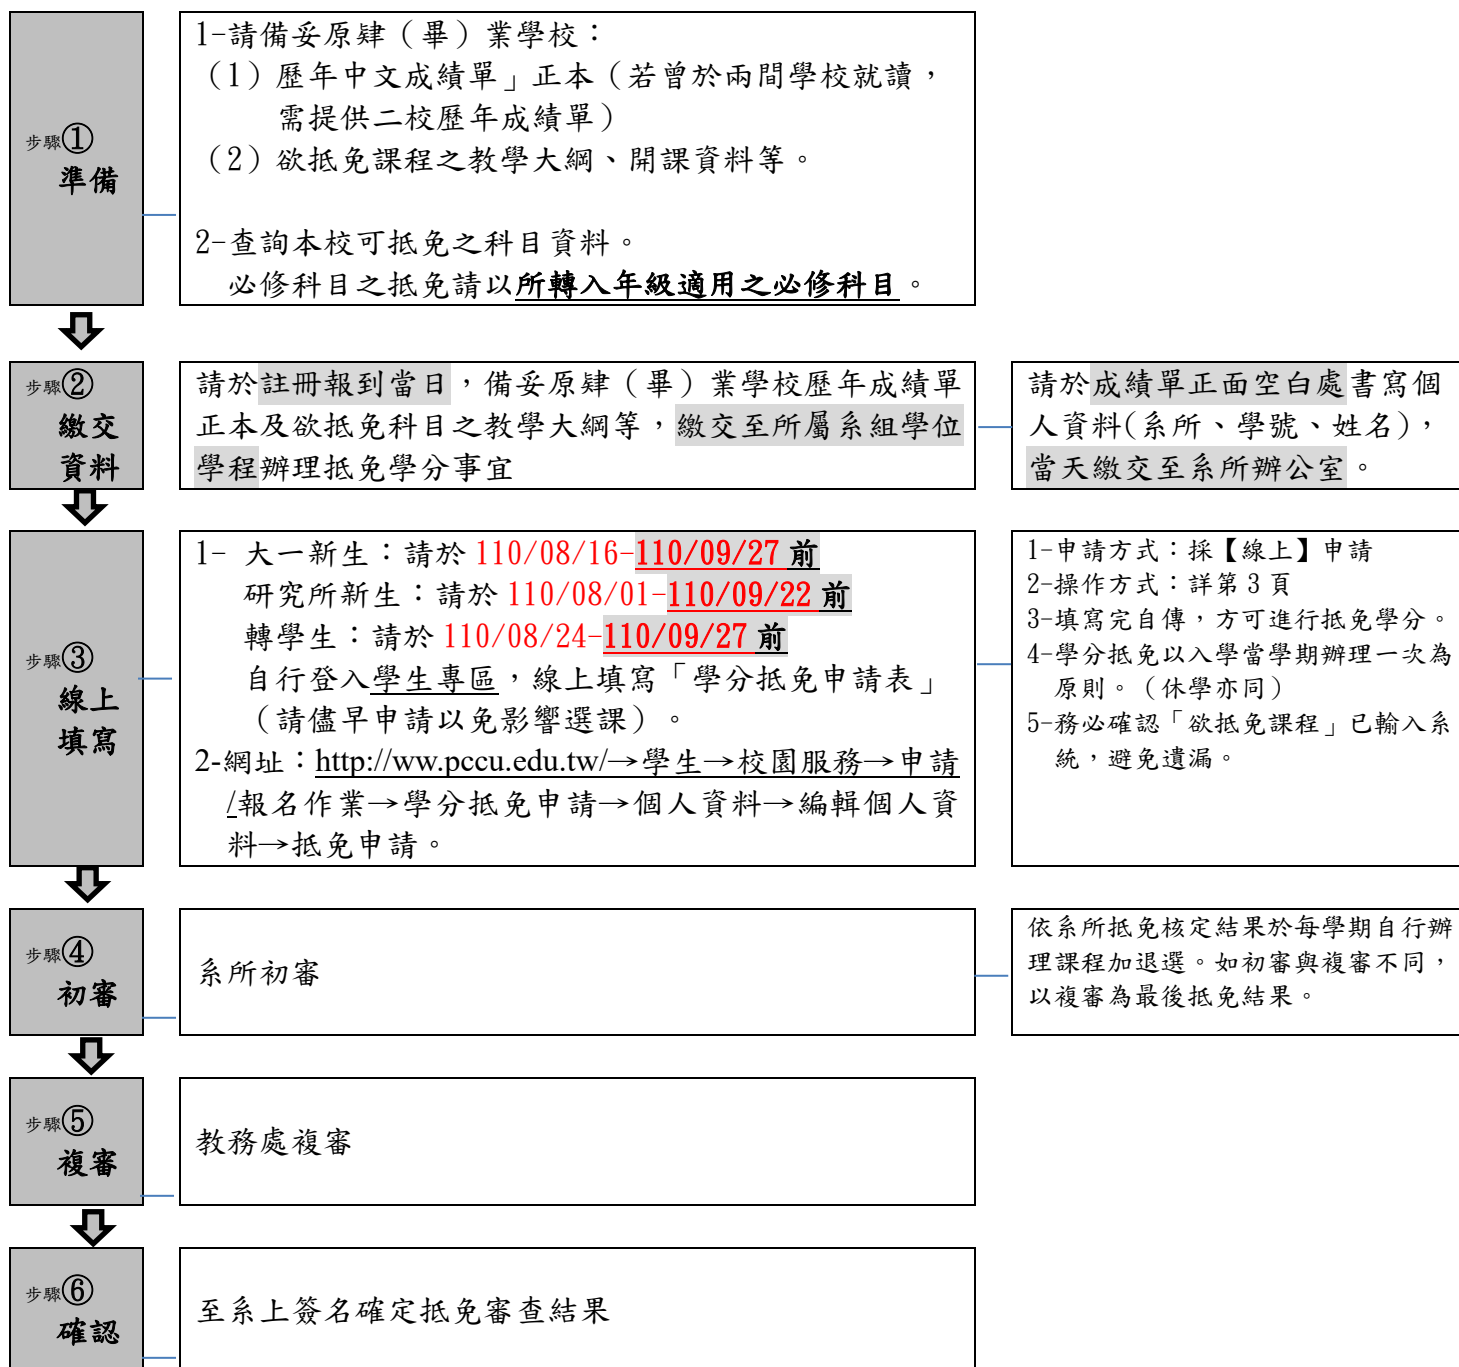 步驟①
準備
1-請備妥原肄（畢）業學校：
（1）歷年中文成績單」正本（若曾於兩間學校就讀，
需提供二校歷年成績單）
（2）欲抵免課程之教學大綱、開課資料等。
2-查詢本校可抵免之科目資料。
必修科目之抵免請以所轉入年級適用之必修科目。
步驟②
繳交
資料
請於註冊報到當日，備妥原肄（畢）業學校歷年成績單
正本及欲抵免科目之教學大綱等，繳交至所屬系組學位
學程辦理抵免學分事宜
請於成績單正面空白處書寫個
人資料(系所、學號、姓名)，
當天繳交至系所辦公室。
步驟③
線上
填寫
1- 大一新生：請於 110/08/16-110/09/27 前
研究所新生：請於 110/08/01-110/09/22 前
轉學生：請於 110/08/24-110/09/27 前
自行登入學生專區，線上填寫「學分抵免申請表」
（請儘早申請以免影響選課）。
2-網址：http://ww.pccu.edu.tw/→學生→校園服務→申請
/報名作業→學分抵免申請→個人資料→編輯個人資
料→抵免申請。
1-申請方式：採【線上】申請
2-操作方式：詳第 3 頁
3-填寫完自傳，方可進行抵免學分。
4-學分抵免以入學當學期辦理一次為
原則。（休學亦同）
5-務必確認「欲抵免課程」已輸入系
統，避免遺漏。
步驟④
初審
系所初審
依系所抵免核定結果於每學期自行辦
理課程加退選。如初審與複審不同，
以複審為最後抵免結果。
步驟⑤
複審
教務處複審
步驟⑥
確認
至系上簽名確定抵免審查結果